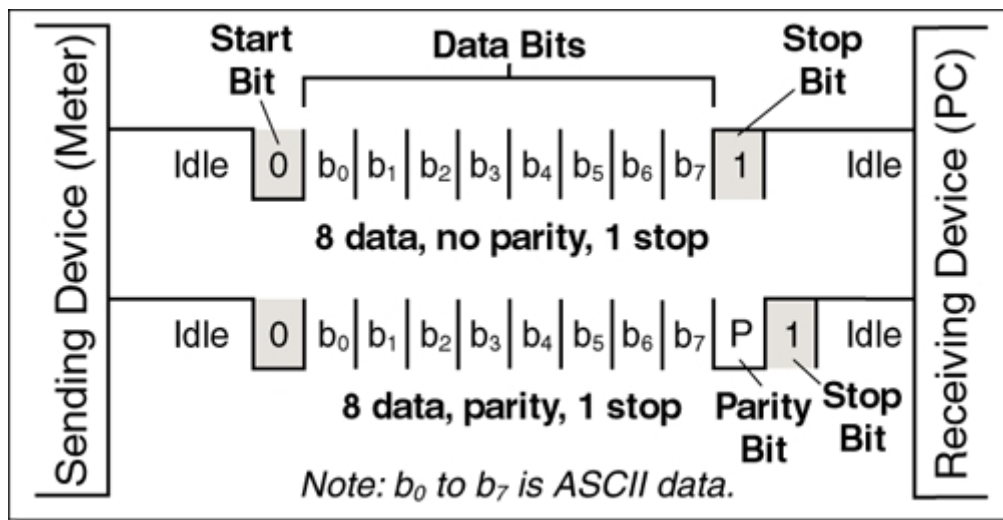 Sending Device (Meter)
Start
Bit
Data Bits
Stop
Bit
Idle 0 b₀ b₁ b₂ b₃ b₄ b₅ b₆ b₇ 1 Idle
8 data, no parity, 1 stop
Idle 0 b₀ b₁ b₂ b₃ b₄ b₅ b₆ b₇ P 1 Idle
8 data, parity, 1 stop
Parity
Bit
Stop
Bit
Note: b₀ to b₇ is ASCII data.
Receiving Device (PC)